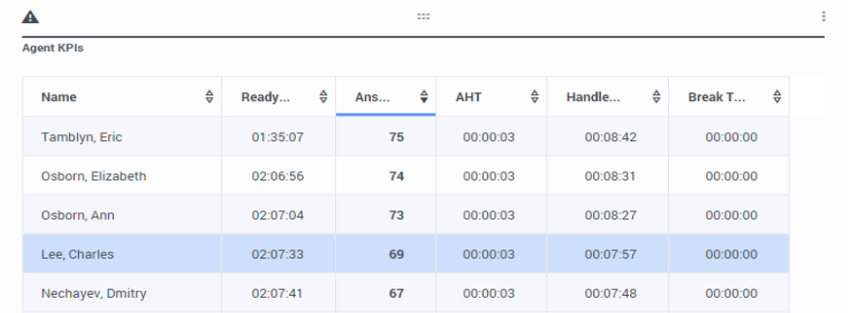 Agent KPIs
Name Ready... Ans... AHT Handle... Break T...
Tamblyn, Eric 01:35:07 75 00:00:03 00:08:42 00:00:00
Osborn, Elizabeth 02:06:56 74 00:00:03 00:08:31 00:00:00
Osborn, Ann 02:07:04 73 00:00:03 00:08:27 00:00:00
Lee, Charles 02:07:33 69 00:00:03 00:07:57 00:00:00
Nechayev, Dmitry 02:07:41 67 00:00:03 00:07:48 00:00:00